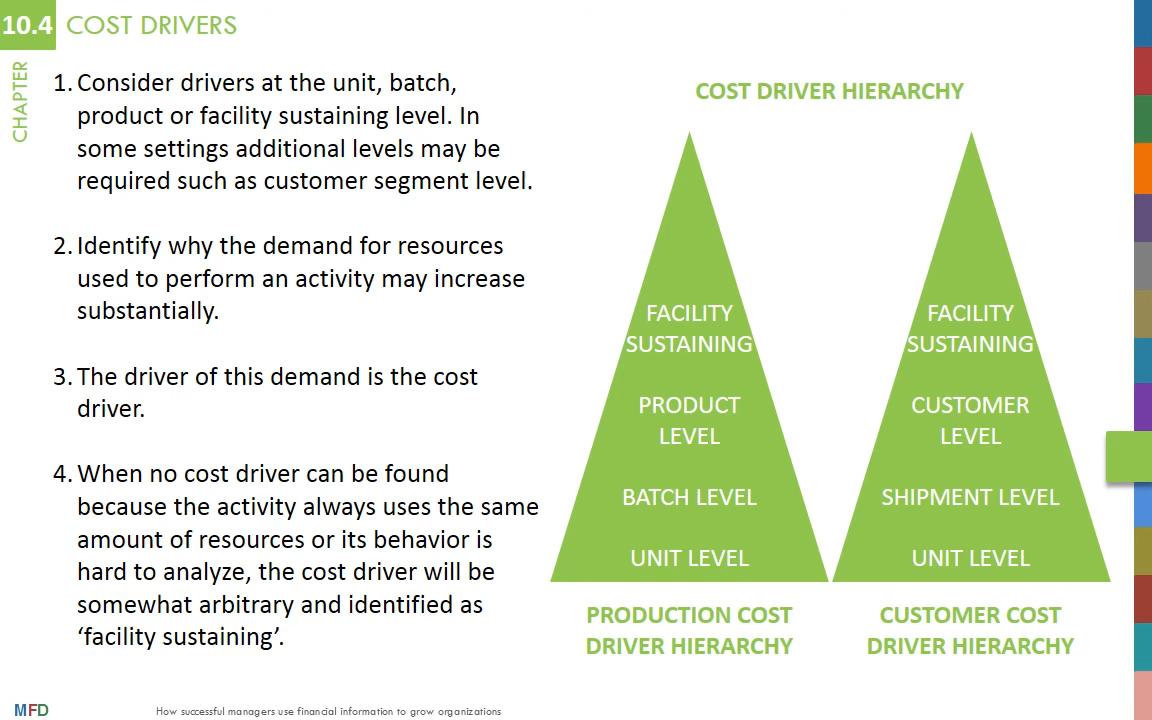 10.4 COST DRIVERS
CHAPTER
1. Consider drivers at the unit, batch,
product or facility sustaining level. In
some settings additional levels may be
required such as customer segment level.
2. Identify why the demand for resources
used to perform an activity may increase
substantially.
3. The driver of this demand is the cost
driver.
4. When no cost driver can be found
because the activity always uses the same
amount of resources or its behavior is
hard to analyze, the cost driver will be
somewhat arbitrary and identified as
‘facility sustaining’.
COST DRIVER HIERARCHY
FACILITY
SUSTAINING
PRODUCT
LEVEL
BATCH LEVEL
UNIT LEVEL
PRODUCTION COST
DRIVER HIERARCHY
FACILITY
SUSTAINING
CUSTOMER
LEVEL
SHIPMENT LEVEL
UNIT LEVEL
CUSTOMER COST
DRIVER HIERARCHY
MFD
How successful managers use financial information to grow organizations